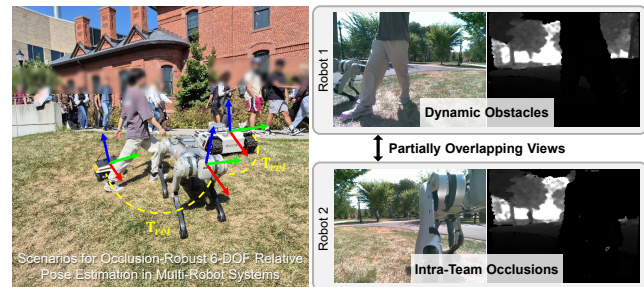 T_rel
T_rel
Scenarios for Occlusion-Robust 6-DOF Relative
Pose Estimation in Multi-Robot Systems
Robot 1
Dynamic Obstacles
Partially Overlapping Views
Robot 2
Intra-Team Occlusions